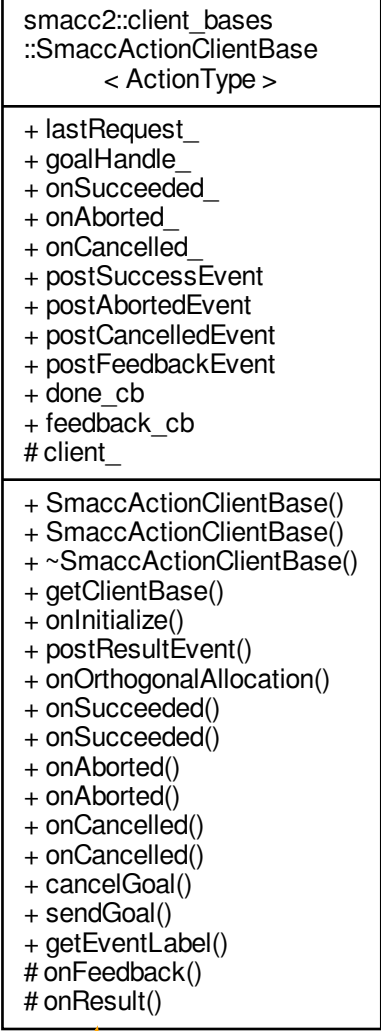 smacc2::client_bases
::SmaccActionClientBase
< ActionType >
+ lastRequest_
+ goalHandle_
+ onSucceeded_
+ onAborted_
+ onCancelled_
+ postSuccessEvent
+ postAbortedEvent
+ postCancelledEvent
+ postFeedbackEvent
+ done_cb
+ feedback_cb
# client_
+ SmaccActionClientBase()
+ SmaccActionClientBase()
+ ~SmaccActionClientBase()
+ getClientBase()
+ onInitialize()
+ postResultEvent()
+ onOrthogonalAllocation()
+ onSucceeded()
+ onSucceeded()
+ onAborted()
+ onAborted()
+ onCancelled()
+ onCancelled()
+ cancelGoal()
+ sendGoal()
+ getEventLabel()
# onFeedback()
# onResult()